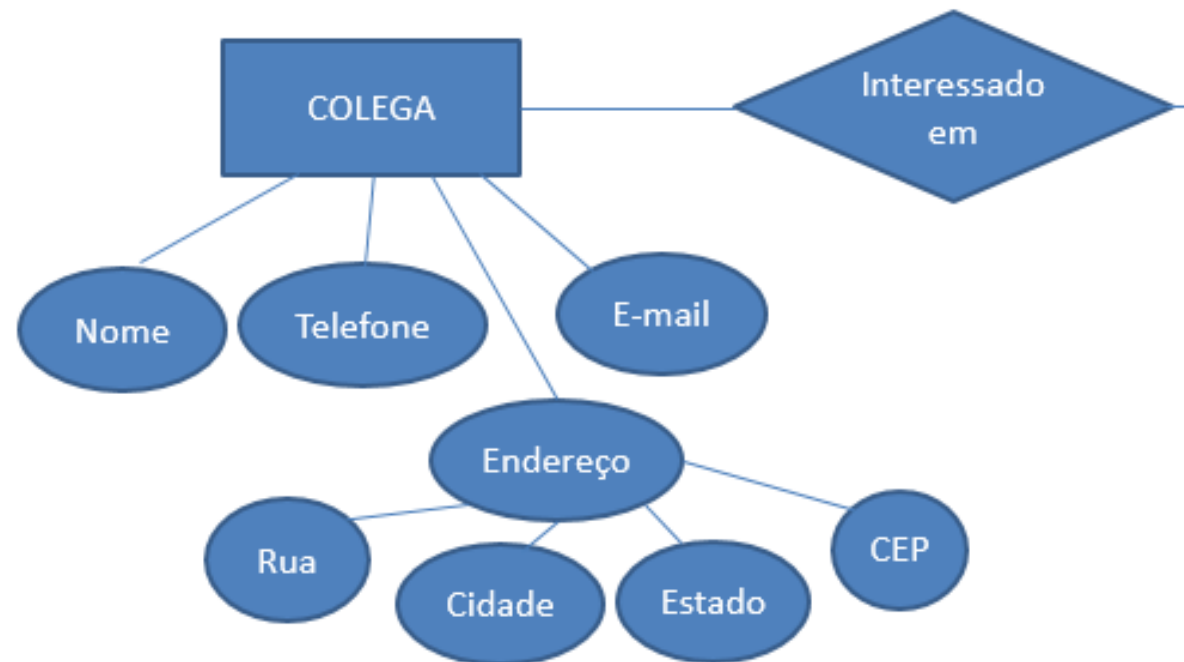 COLEGA
Interessado
em
Nome
Telefone
E-mail
Endereço
Rua
Cidade
Estado
CEP